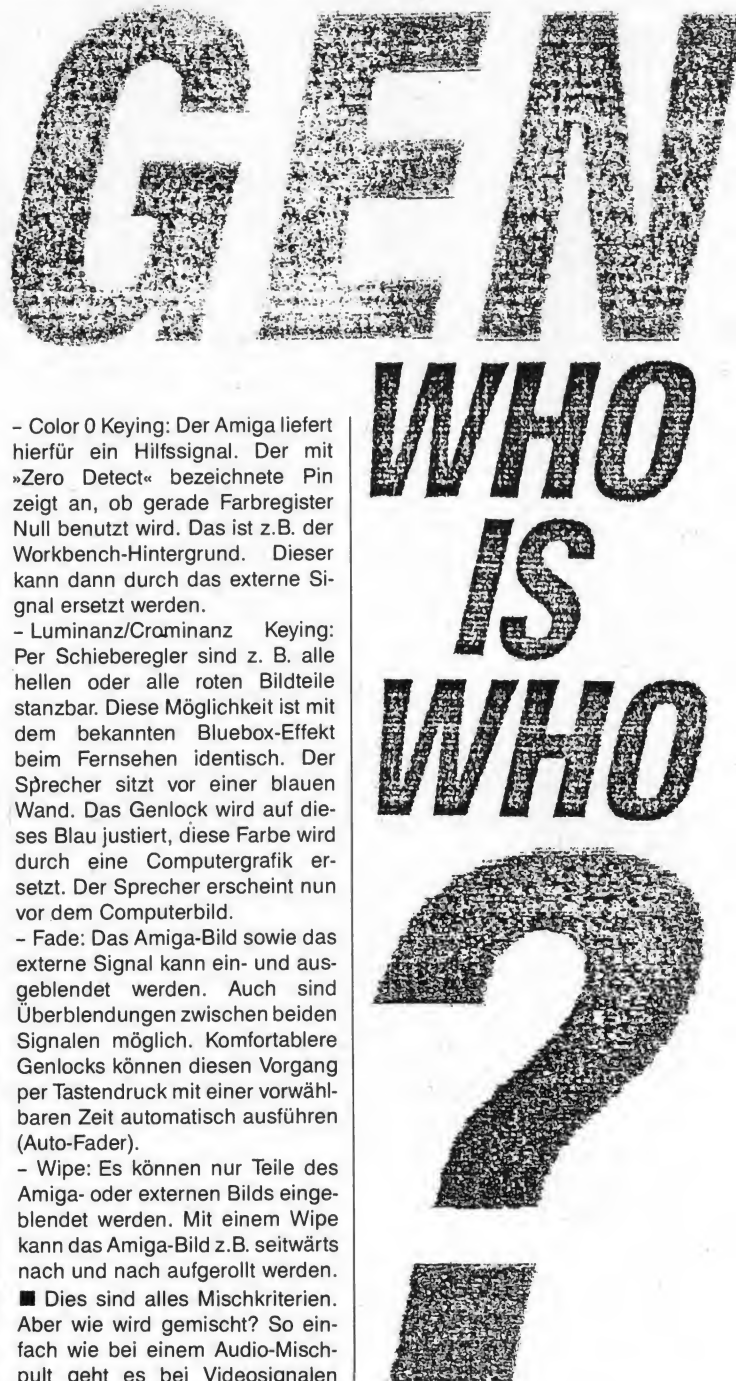 GEN
WHO
IS
WHO
?
– Color 0 Keying: Der Amiga liefert
hierfür ein Hilfssignal. Der mit
»Zero Detect« bezeichnete Pin
zeigt an, ob gerade Farbregister
Null benutzt wird. Das ist z.B. der
Workbench-Hintergrund. Dieser
kann dann durch das externe Si-
gnal ersetzt werden.
– Luminanz/Crominanz Keying:
Per Schieberegler sind z. B. alle
hellen oder alle roten Bildteile
stanzbar. Diese Möglichkeit ist mit
dem bekannten Bluebox-Effekt
beim Fernsehen identisch. Der
Sprecher sitzt vor einer blauen
Wand. Das Genlock wird auf die-
ses Blau justiert, diese Farbe wird
durch eine Computergrafik er-
setzt. Der Sprecher erscheint nun
vor dem Computerbild.
– Fade: Das Amiga-Bild sowie das
externe Signal kann ein- und aus-
geblendet werden. Auch sind
Überblendungen zwischen beiden
Signalen möglich. Komfortablere
Genlocks können diesen Vorgang
per Tastendruck mit einer vorwähl-
baren Zeit automatisch ausführen
(Auto-Fader).
– Wipe: Es können nur Teile des
Amiga- oder externen Bilds einge-
blendet werden. Mit einem Wipe
kann das Amiga-Bild z.B. seitwärts
nach und nach aufgerollt werden.
■ Dies sind alles Mischkriterien.
Aber wie wird gemischt? So ein-
fach wie bei einem Audio-Misch-
pult geht es bei Videosignalen